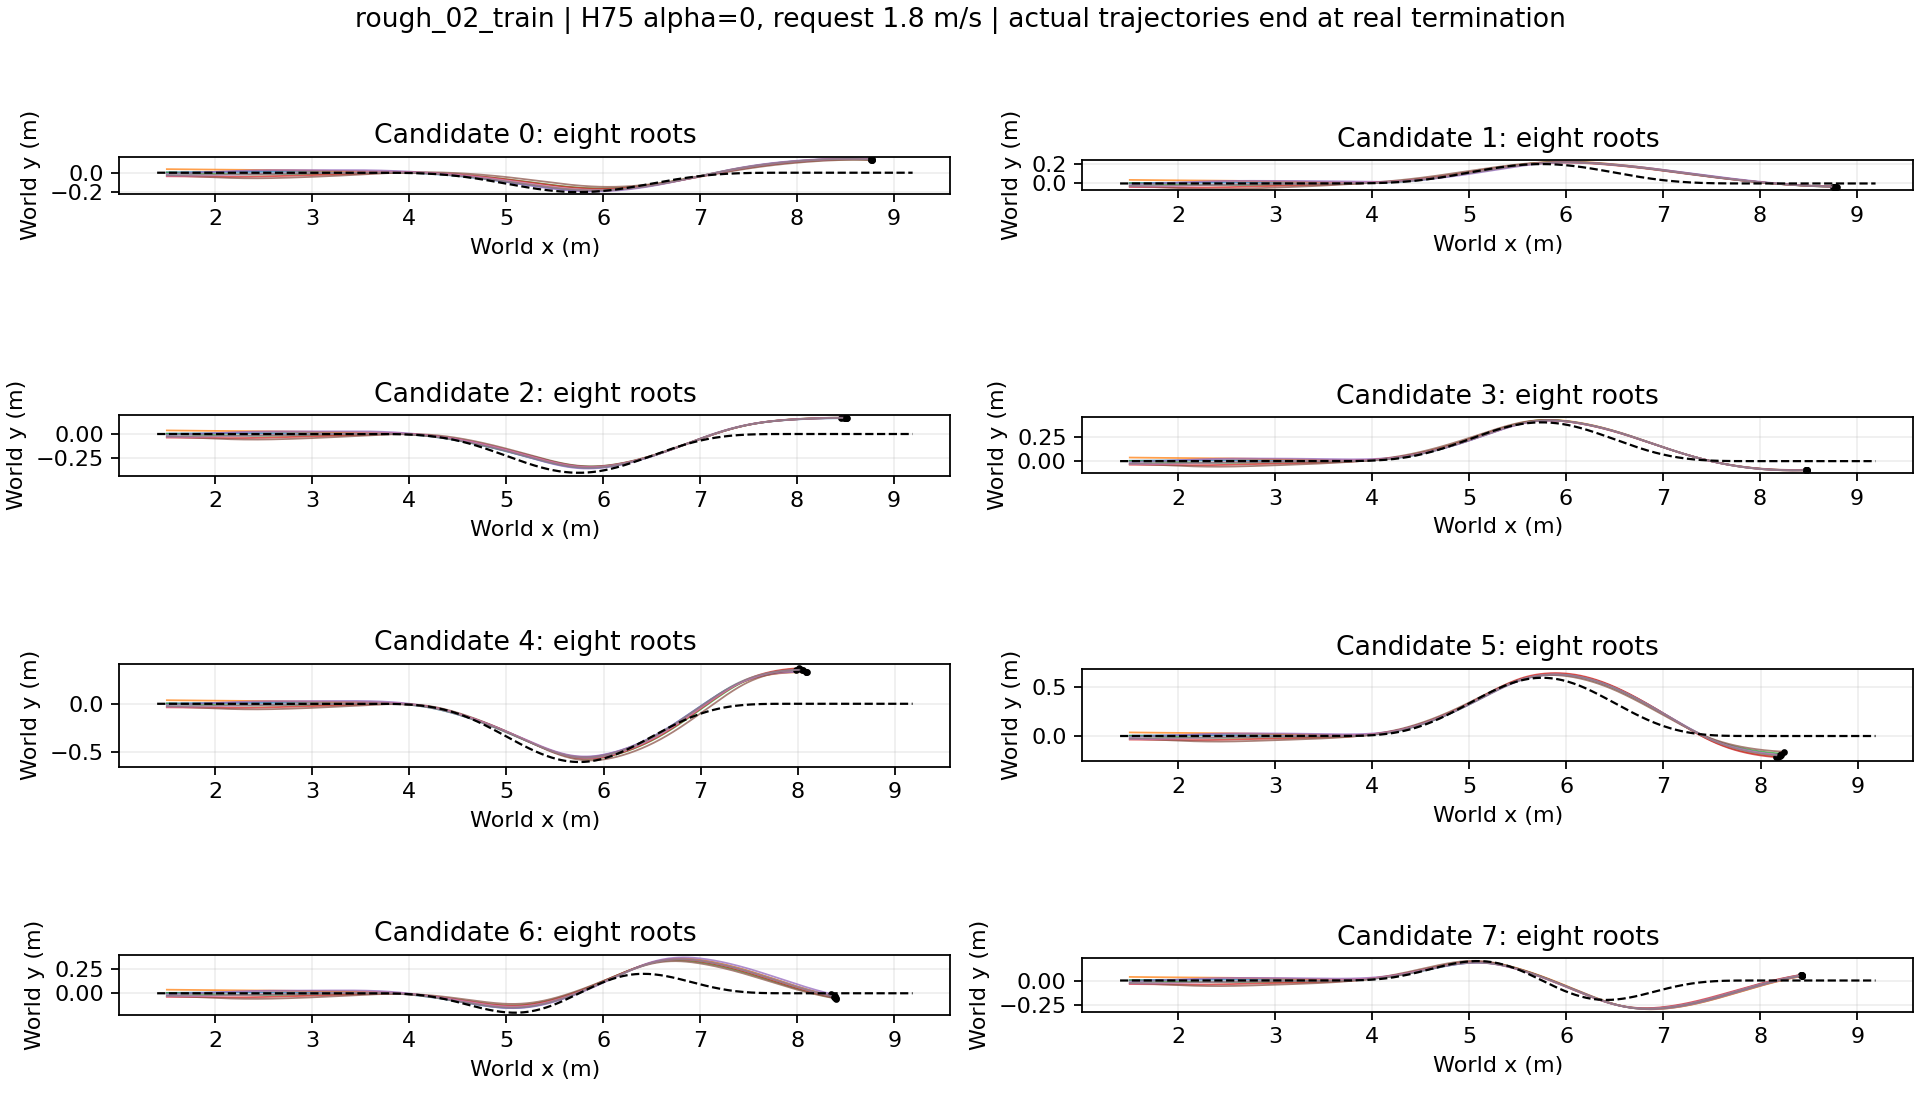 rough_02_train | H75 alpha=0, request 1.8 m/s | actual trajectories end at real termination
Candidate 0: eight roots
World y (m)
0.0
−0.2
2 3 4 5 6 7 8 9
World x (m)
Candidate 1: eight roots
World y (m)
0.2
0.0
2 3 4 5 6 7 8 9
World x (m)
Candidate 2: eight roots
World y (m)
0.00
−0.25
2 3 4 5 6 7 8 9
World x (m)
Candidate 3: eight roots
World y (m)
0.25
0.00
2 3 4 5 6 7 8 9
World x (m)
Candidate 4: eight roots
World y (m)
0.0
−0.5
2 3 4 5 6 7 8 9
World x (m)
Candidate 5: eight roots
World y (m)
0.5
0.0
2 3 4 5 6 7 8 9
World x (m)
Candidate 6: eight roots
World y (m)
0.25
0.00
2 3 4 5 6 7 8 9
World x (m)
Candidate 7: eight roots
World y (m)
0.00
−0.25
2 3 4 5 6 7 8 9
World x (m)